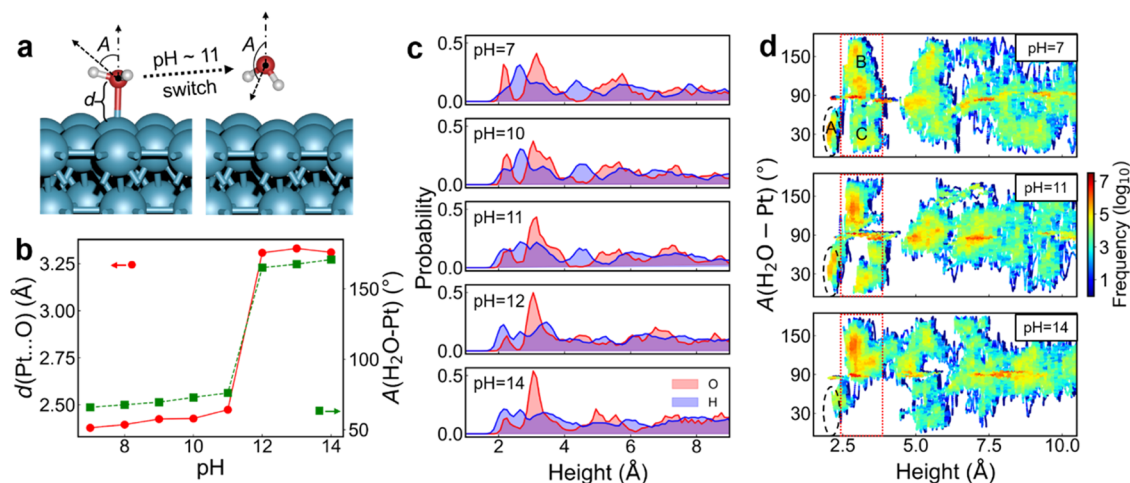 a
A
d
pH ~ 11
switch
A
b
d(Pt...O) (Å)
3.25
3.00
2.75
2.50
150
100
50
A(H2O-Pt) (°)
8
10
12
14
pH
c
Probability
pH=7
0.5
0.0
pH=10
0.5
0.0
pH=11
0.5
0.0
pH=12
0.5
0.0
pH=14
0.5
0.0
O
H
2
4
6
8
Height (Å)
d
A(H2O – Pt) (°)
pH=7
150
90
30
A
B
C
pH=11
150
90
30
pH=14
150
90
30
2.5
5.0
7.5
10.0
Height (Å)
7
5
3
1
Frequency (log10)